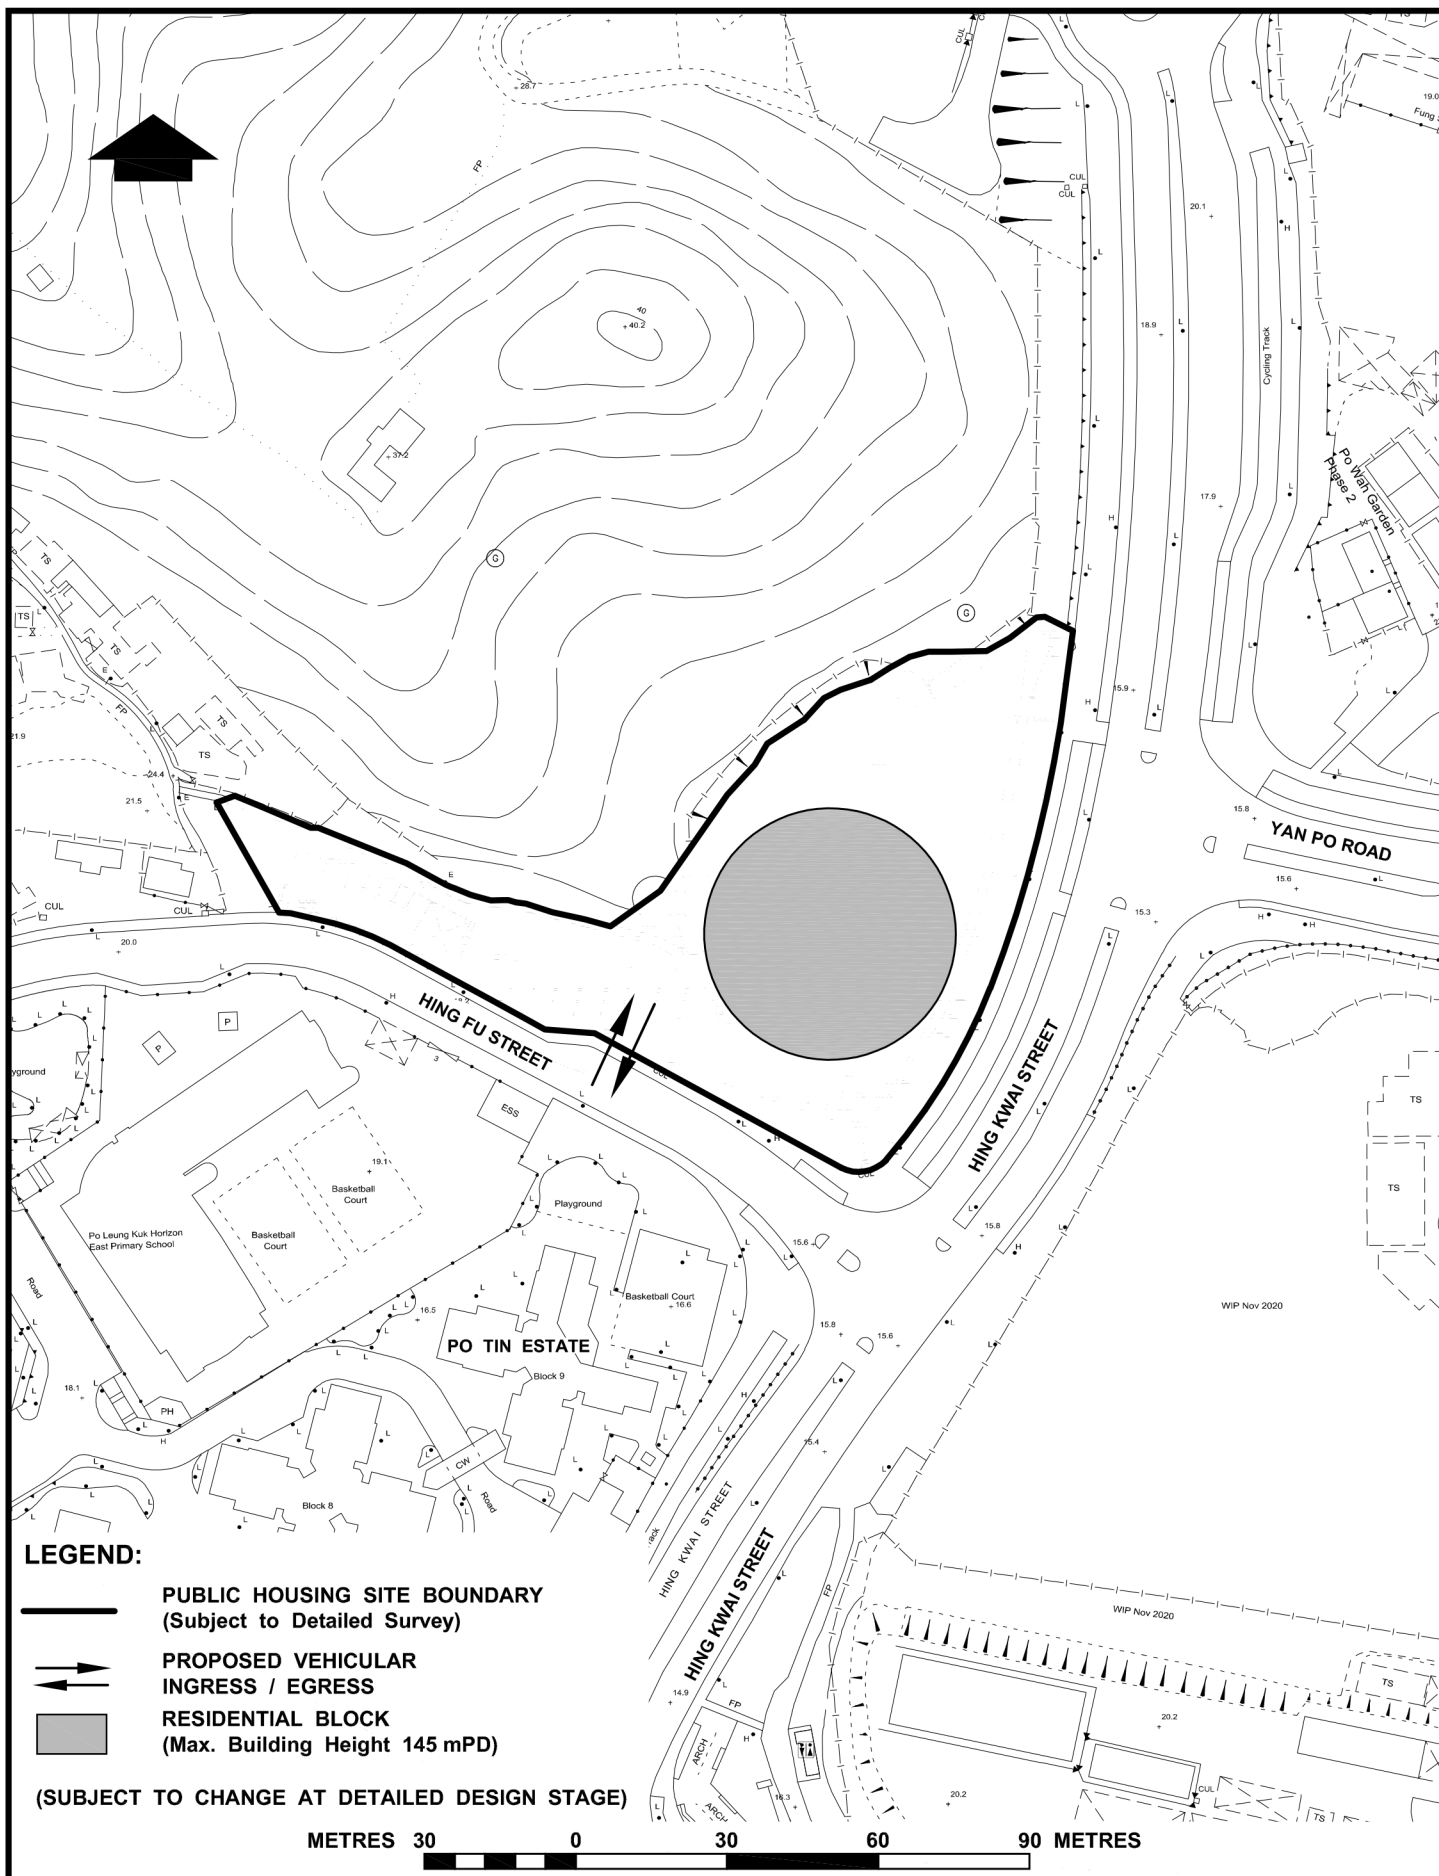 CUL
28.7
L
19.0
FP
CUL
CUL
20.1
L
H
40
40.2
18.9
L
Cycling Track
37.2
Po Wah Garden
Phase 2
17.9
H
G
G
TS
TS
TS
E
FP
TS
TS
15.9
H
21.9
24.4
E
21.5
15.8
YAN PO ROAD
15.6
CUL
CUL
E
L
20.0
15.3
H
H
HING FU STREET
H
P
P
3
ESS
CUL
HING KWAI STREET
TS
TS
19.1
Basketball
Court
Basketball
Court
Po Leung Kuk Horizon
East Primary School
Playground
CUL
H
15.8
15.6
H
Road
16.5
Basketball Court
16.6
WIP Nov 2020
15.8
15.6
PO TIN ESTATE
Block 9
18.1
PH
H
H
15.4
CW
Road
Block 8
HING KWAI STREET
HING KWAI STREET
FP
WIP Nov 2020
TS
14.9
FP
H
ARCH
ARCH
16.3
20.2
20.2
CUL
TS
LEGEND:
PUBLIC HOUSING SITE BOUNDARY
(Subject to Detailed Survey)
PROPOSED VEHICULAR
INGRESS / EGRESS
RESIDENTIAL BLOCK
(Max. Building Height 145 mPD)
(SUBJECT TO CHANGE AT DETAILED DESIGN STAGE)
METRES 30 0 30 60 90 METRES